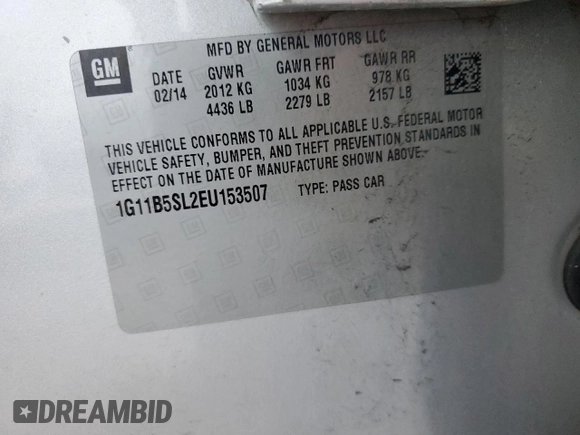 GM
MFD BY GENERAL MOTORS LLC
DATE GVWR GAWR FRT GAWR RR
02/14 2012 KG 1034 KG 978 KG
4436 LB 2279 LB 2157 LB
THIS VEHICLE CONFORMS TO ALL APPLICABLE U.S. FEDERAL MOTOR
VEHICLE SAFETY, BUMPER, AND THEFT PREVENTION STANDARDS IN
EFFECT ON THE DATE OF MANUFACTURE SHOWN ABOVE.
1G11B5SL2EU153507 TYPE: PASS CAR
DREAMBID